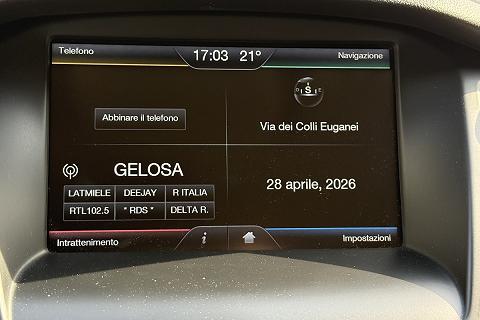 Telefono
17:03 21°
Navigazione
Abbinare il telefono
S
Via dei Colli Euganei
GELOSA
LATMIELE DEEJAY R ITALIA
RTL102.5 * RDS * DELTA R.
28 aprile, 2026
Intrattenimento
i
Impostazioni